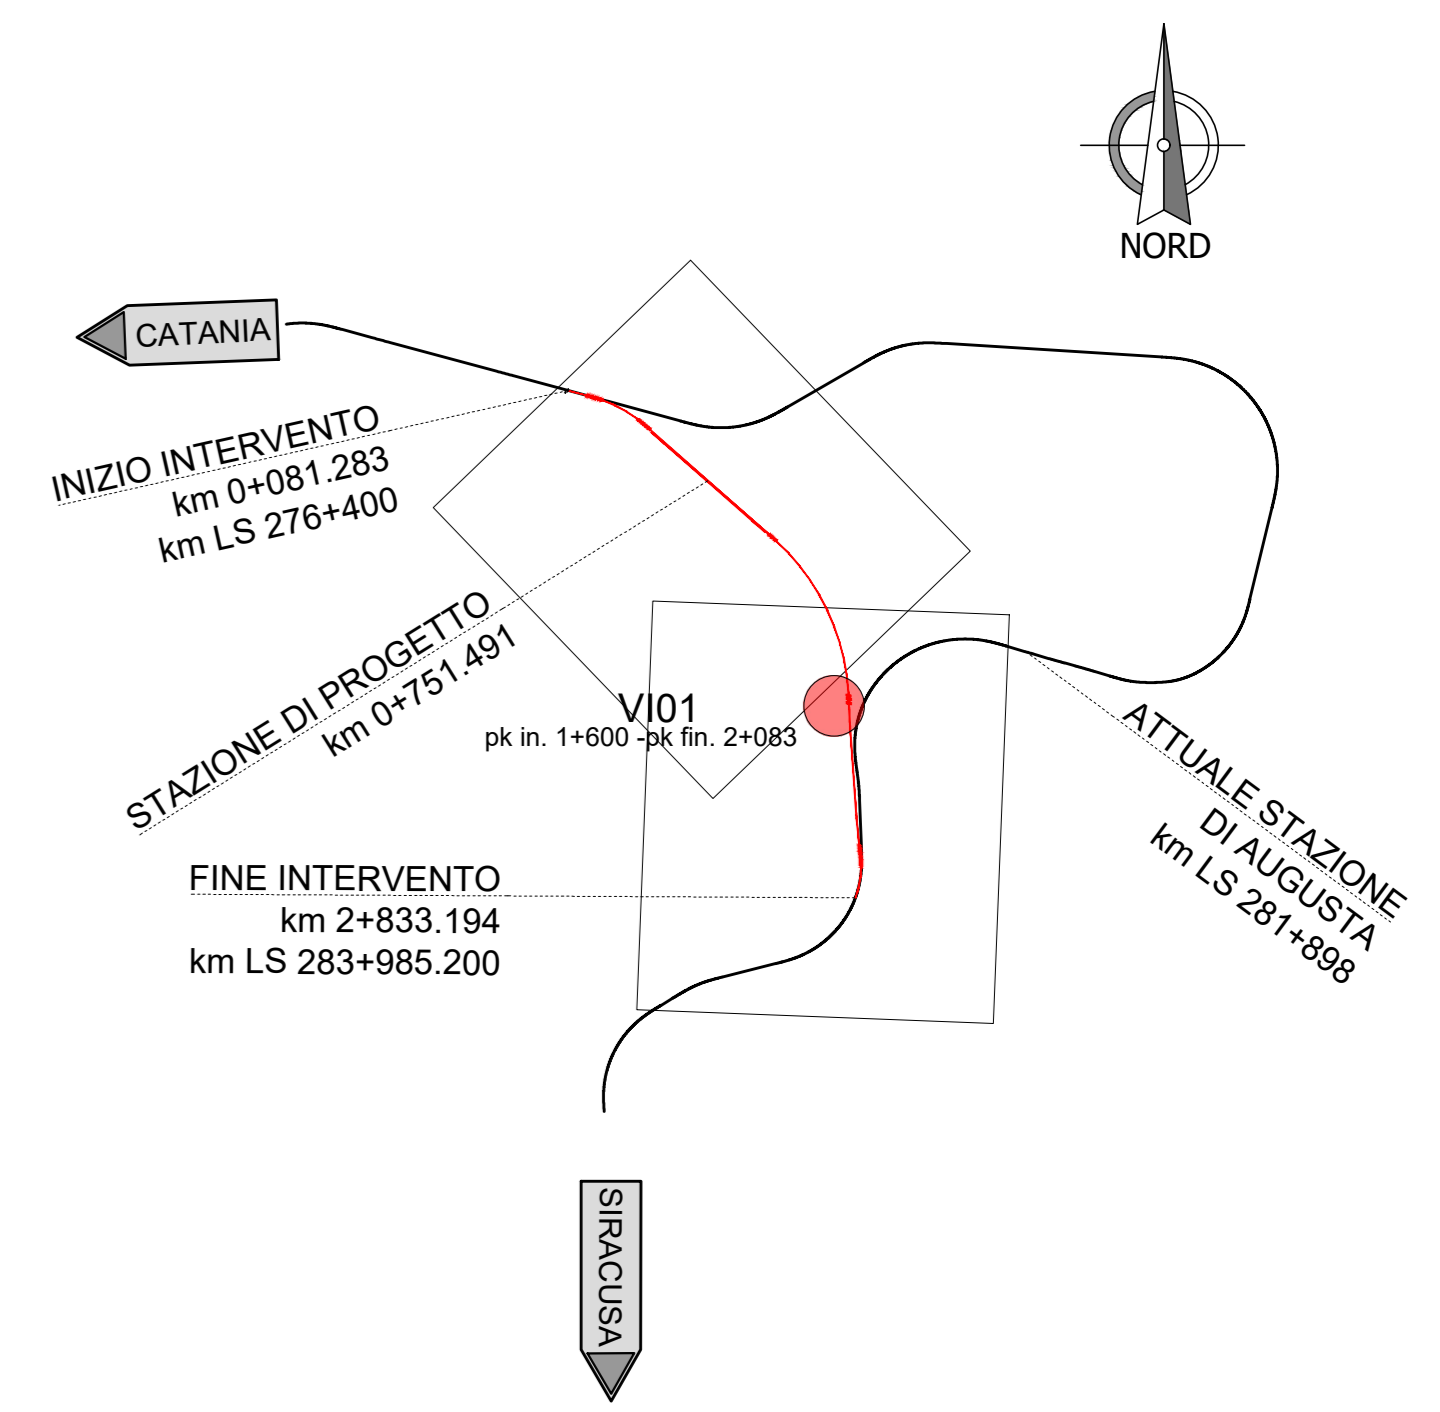 NORD
CATANIA
INIZIO INTERVENTO
km 0+081.283
km LS 276+400
STAZIONE DI PROGETTO
km 0+751.491
VI01
pk in. 1+600 -pk fin. 2+083
ATTUALE STAZIONE
DI AUGUSTA
km LS 281+898
FINE INTERVENTO
km 2+833.194
km LS 283+985.200
SIRACUSA